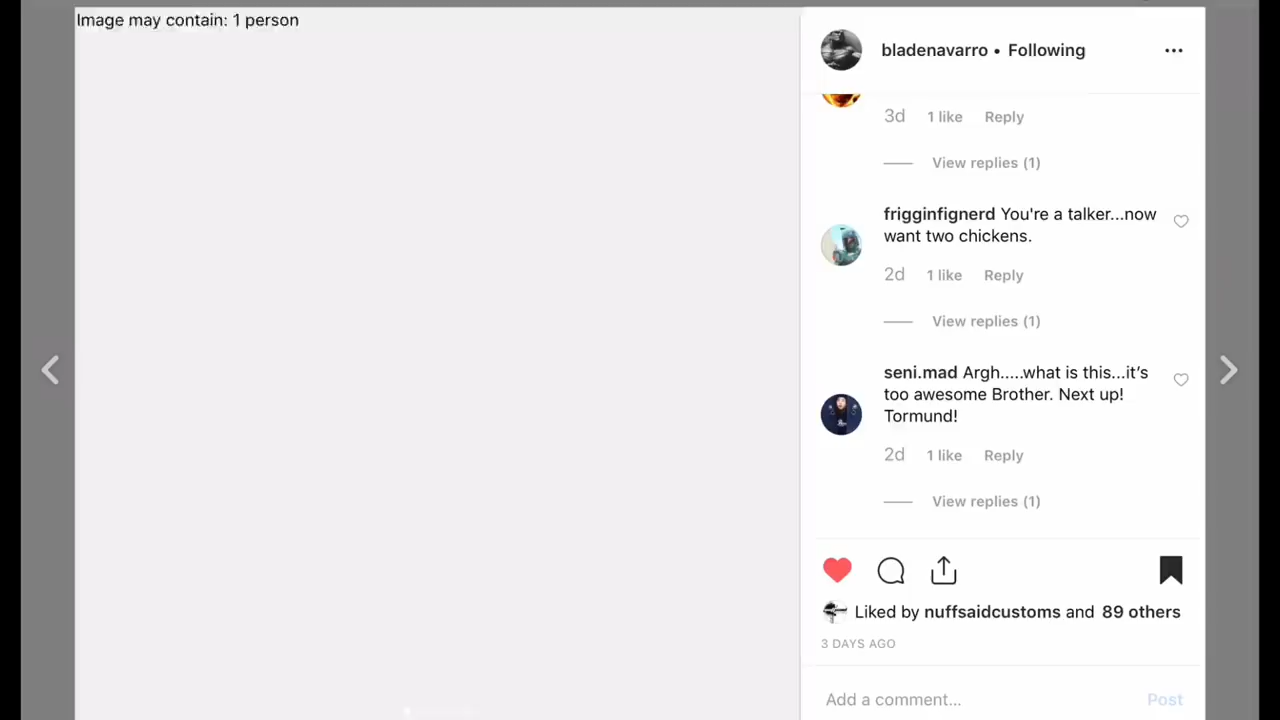 Image may contain: 1 person
bladenavarro • Following
3d 1 like Reply
View replies (1)
frigginfignerd You're a talker...now
want two chickens.
2d 1 like Reply
View replies (1)
seni.mad Argh.....what is this...it's
too awesome Brother. Next up!
Tormund!
2d 1 like Reply
View replies (1)
Liked by nuffsaidcustoms and 89 others
3 DAYS AGO
Add a comment... Post